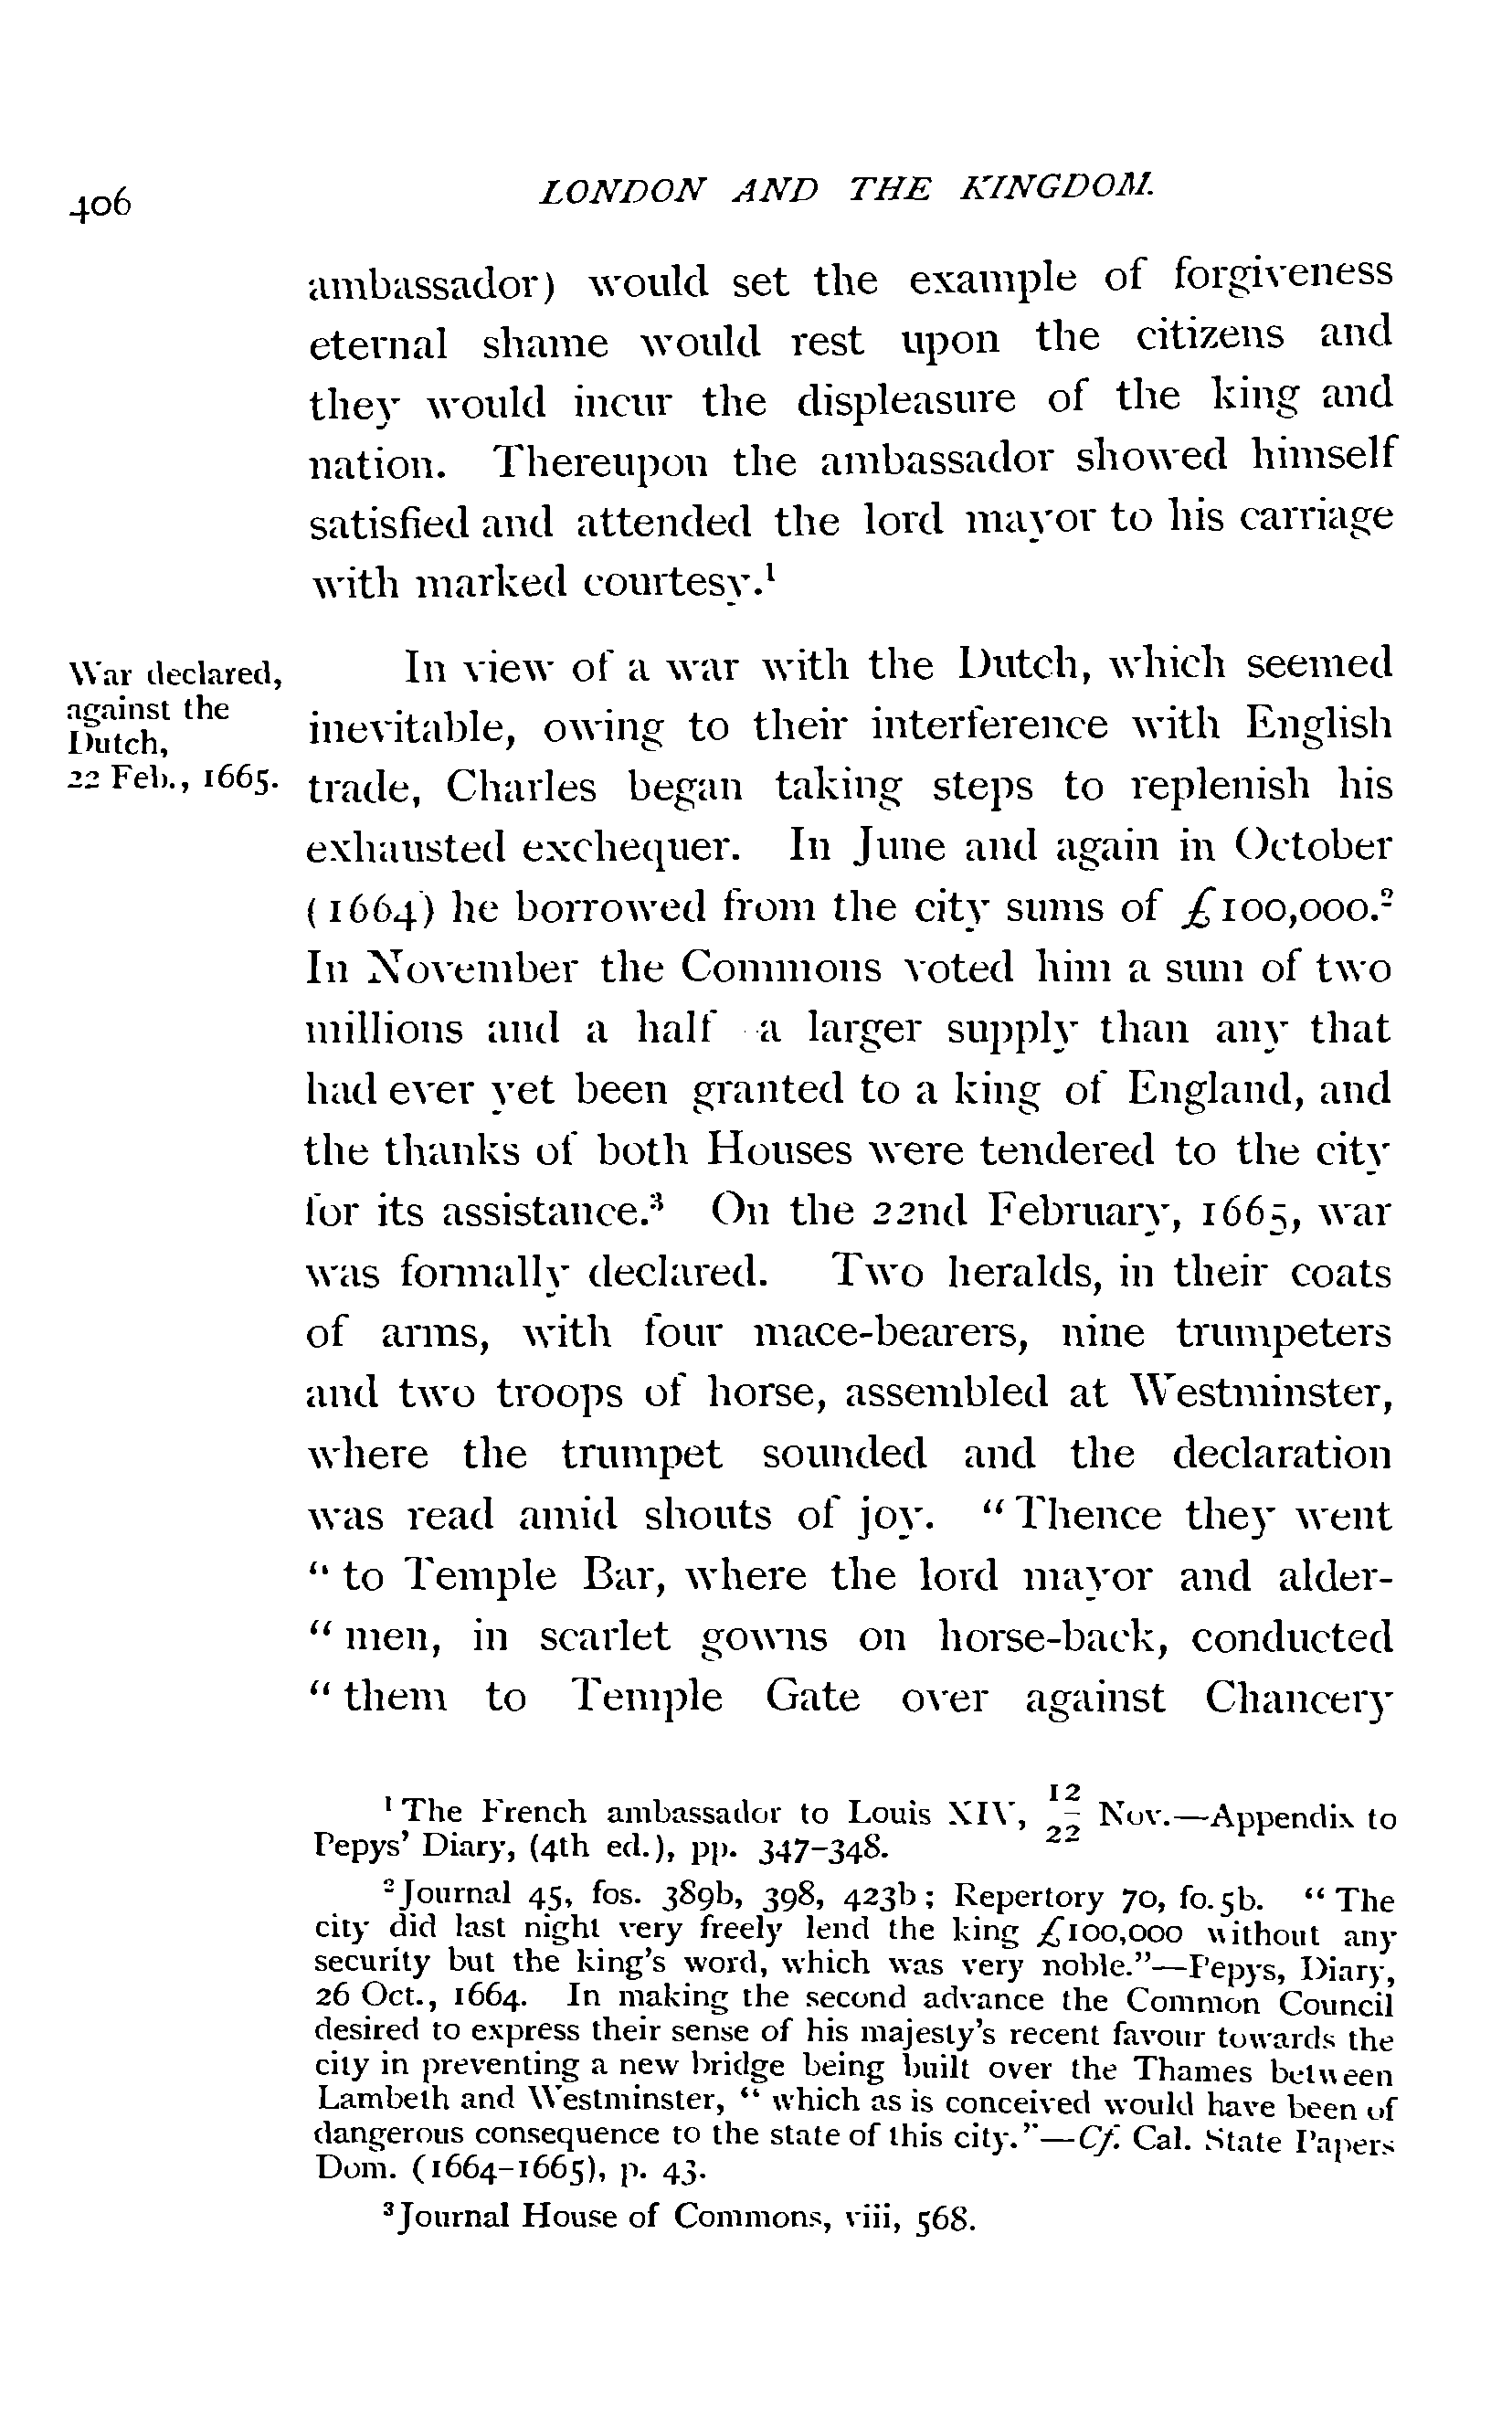 406
LONDON AND THE KINGDOM.
ambassador) would set the example of forgiveness
eternal shame would rest upon the citizens and
they would incur the displeasure of the king and
nation. Thereupon the ambassador showed himself
satisfied and attended the lord mayor to his carriage
with marked courtesy.¹
War declared,
against the
Dutch,
22 Feb., 1665.
In view of a war with the Dutch, which seemed
inevitable, owing to their interference with English
trade, Charles began taking steps to replenish his
exhausted exchequer. In June and again in October
(1664) he borrowed from the city sums of £100,000.²
In November the Commons voted him a sum of two
millions and a half a larger supply than any that
had ever yet been granted to a king of England, and
the thanks of both Houses were tendered to the city
for its assistance.³ On the 22nd February, 1665, war
was formally declared. Two heralds, in their coats
of arms, with four mace-bearers, nine trumpeters
and two troops of horse, assembled at Westminster,
where the trumpet sounded and the declaration
was read amid shouts of joy. “Thence they went
“to Temple Bar, where the lord mayor and alder-
“men, in scarlet gowns on horse-back, conducted
“them to Temple Gate over against Chancery
¹ The French ambassador to Louis XIV, 12/22 Nov.—Appendix to
Pepys’ Diary, (4th ed.), pp. 347-348.
² Journal 45, fos. 389b, 398, 423b; Repertory 70, fo. 5b. “The
city did last night very freely lend the king £100,000 without any
security but the king’s word, which was very noble.”—Pepys, Diary,
26 Oct., 1664. In making the second advance the Common Council
desired to express their sense of his majesty’s recent favour towards the
city in preventing a new bridge being built over the Thames between
Lambeth and Westminster, “which as is conceived would have been of
dangerous consequence to the state of this city.”—Cf. Cal. State Papers
Dom. (1664-1665), p. 43.
³ Journal House of Commons, viii, 568.